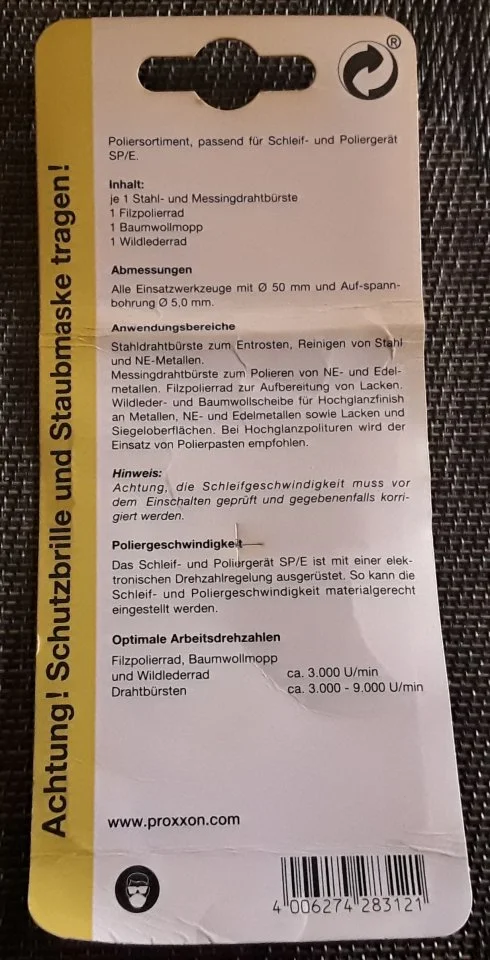 Achtung! Schutzbrille und Staubmaske tragen!
®
Poliersortiment, passend für Schleif- und Poliergerät
SP/E.
Inhalt:
je 1 Stahl- und Messingdrahtbürste
1 Filzpolierrad
1 Baumwollmopp
1 Wildlederrad
Abmessungen
Alle Einsatzwerkzeuge mit Ø 50 mm und Auf-spann-
bohrung Ø 5,0 mm.
Anwendungsbereiche
Stahldrahtbürste zum Entrosten, Reinigen von Stahl
und NE-Metallen.
Messingdrahtbürste zum Polieren von NE- und Edel-
metallen. Filzpolierrad zur Aufbereitung von Lacken.
Wildleder- und Baumwollscheibe für Hochglanzfinish
an Metallen, NE- und Edelmetallen sowie Lacken und
Siegeloberflächen. Bei Hochglanzpolituren wird der
Einsatz von Polierpasten empfohlen.
Hinweis:
Achtung, die Schleifgeschwindigkeit muss vor
dem Einschalten geprüft und gegebenenfalls korri-
giert werden.
Poliergeschwindigkeit
Das Schleif- und Poliergerät SP/E ist mit einer elek-
tronischen Drehzahlregelung ausgerüstet. So kann die
Schleif- und Poliergeschwindigkeit materialgerecht
eingestellt werden.
Optimale Arbeitsdrehzahlen
Filzpolierrad, Baumwollmopp
und Wildlederrad ca. 3.000 U/min
Drahtbürsten ca. 3.000 - 9.000 U/min
www.proxxon.com
4 006274 283121